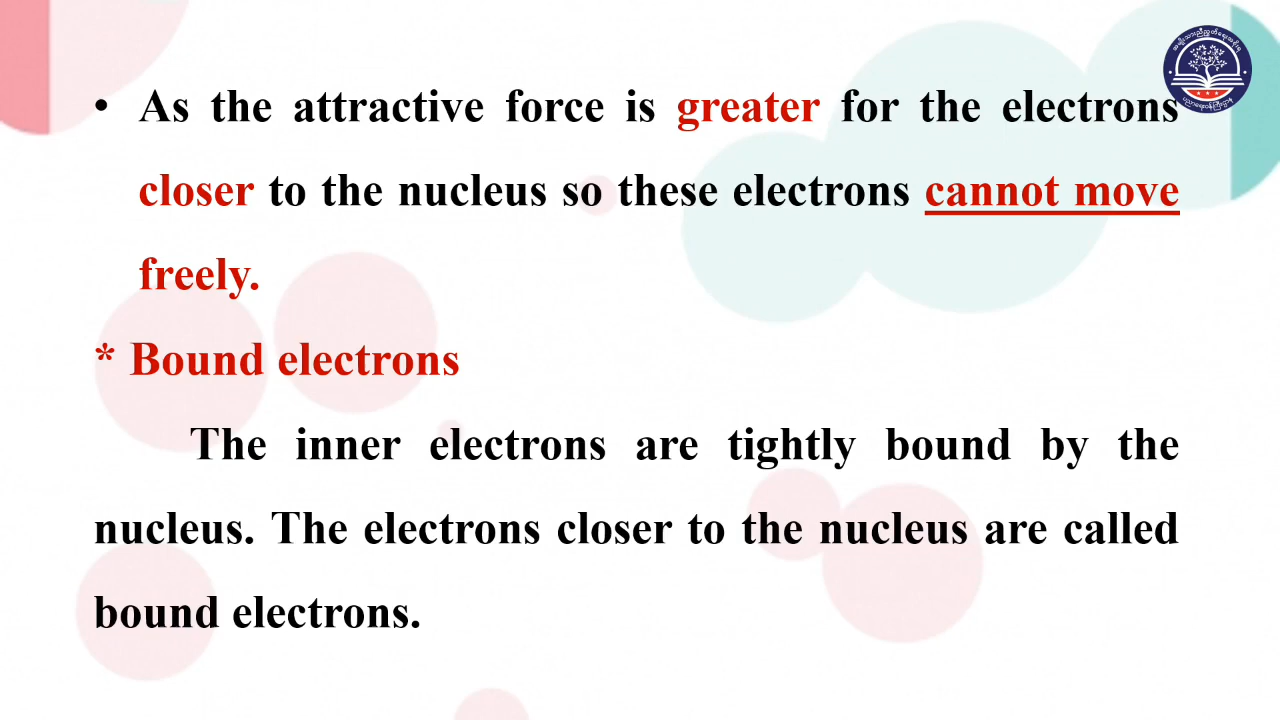 • As the attractive force is greater for the electrons
closer to the nucleus so these electrons cannot move
freely.
* Bound electrons
The inner electrons are tightly bound by the
nucleus. The electrons closer to the nucleus are called
bound electrons.